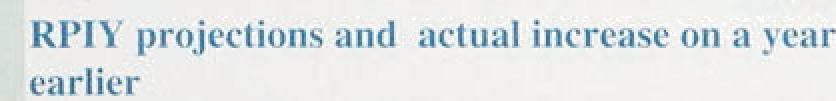 RPIY projections and actual increase on a year
earlier